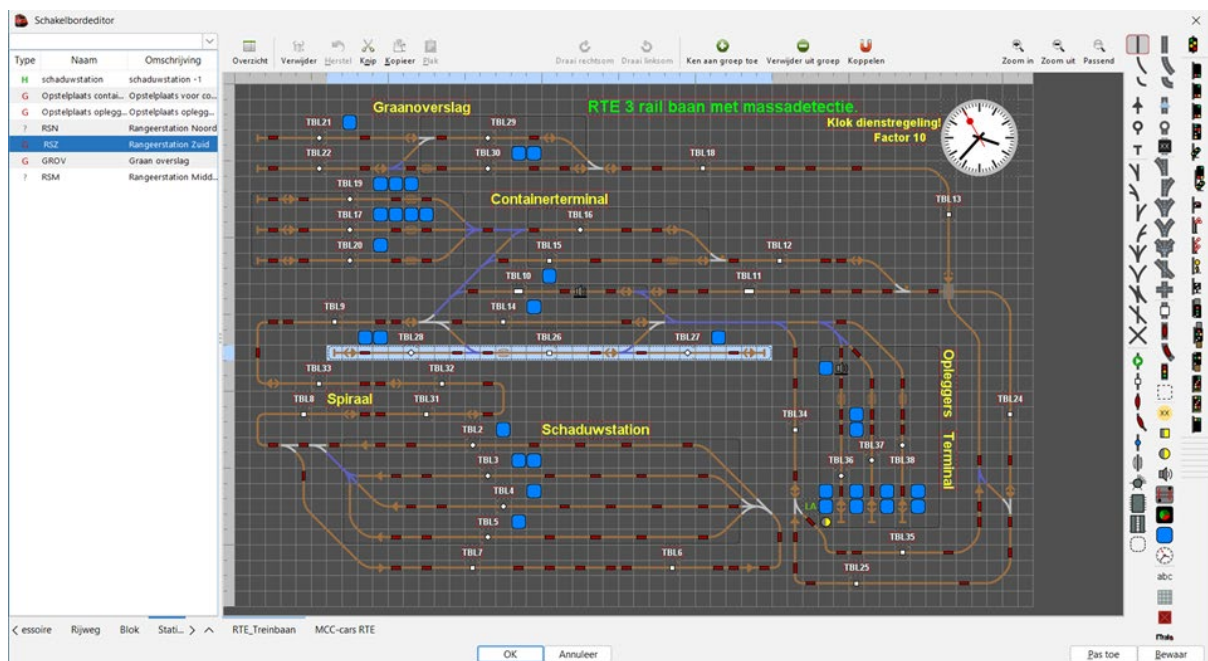 Schakelbordeditor
Type Naam Omschrijving
H schaduwstation schaduwstation -1
G Opstelplaats contai... Opstelplaats voor co...
G Opstelplaats oplegg... Opstelplaats oplegg...
? RSN Rangeerstation Noord
G RSZ Rangeerstation Zuid
G GROV Graan overslag
? RSM Rangeerstation Midd...
Overzicht Verwijder Herstel Knip Kopieer Plak Draai rechtsom Draai linksom Ken aan groep toe Verwijder uit groep Koppelen Zoom in Zoom uit Passend
Graanoverslag
RTE 3 rail baan met massadetectie.
Klok dienstregeling!
Factor 10
TBL21 TBL29
TBL22 TBL30 TBL18
TBL19
Containerterminal
TBL13
TBL17 TBL16
TBL20 TBL15 TBL12
TBL10 TBL11
TBL9 TBL14
TBL28 TBL26 TBL27
TBL33 TBL32
TBL8 Spiraal TBL31 TBL34 TBL24
Opleggers Terminal
TBL2 Schaduwstation
TBL3 TBL37
TBL36 TBL38
TBL4
LA
TBL5
TBL35
TBL7 TBL6
TBL25
T
XX
XX
abc
< essoire Rijweg Blok Stati... > RTE_Treinbaan MCC-cars RTE
OK Annuleer Pas toe Bewaar